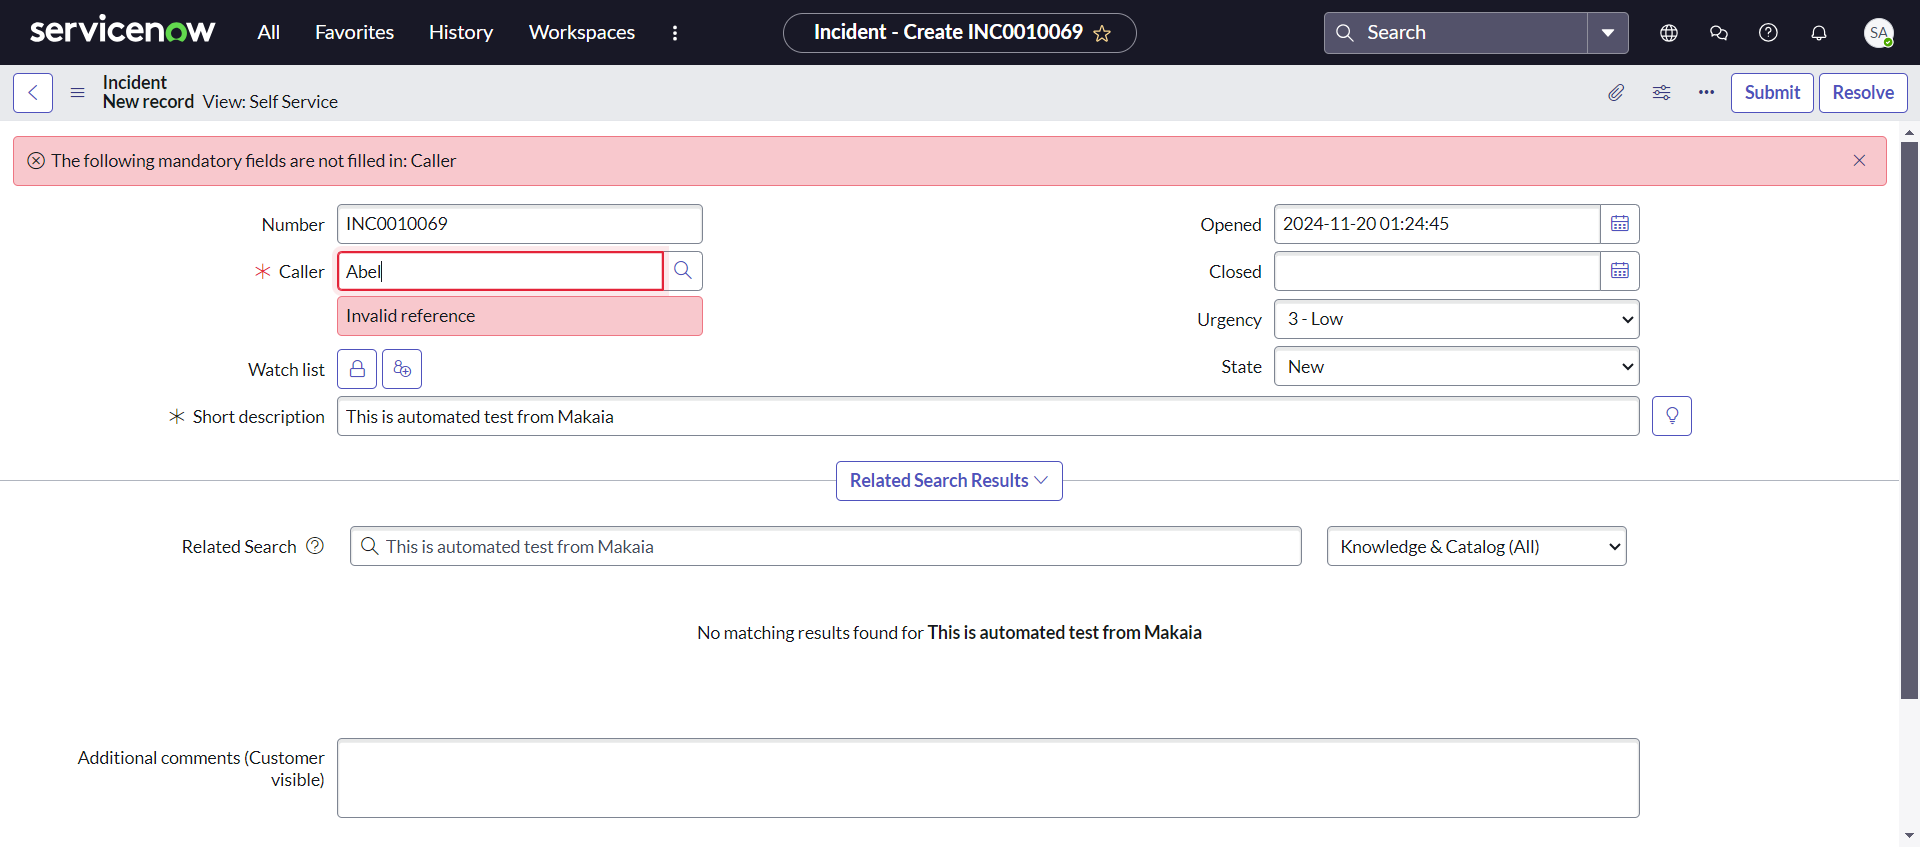 servicenow
All
Favorites
History
Workspaces
Incident - Create INC0010069
Search
SA
Incident
New record View: Self Service
Submit
Resolve
The following mandatory fields are not filled in: Caller
Number
INC0010069
Opened
2024-11-20 01:24:45
Caller
Abel
Closed
Invalid reference
Urgency
3 - Low
Watch list
State
New
Short description
This is automated test from Makaia
Related Search Results
Related Search
This is automated test from Makaia
Knowledge & Catalog (All)
No matching results found for This is automated test from Makaia
Additional comments (Customer
visible)